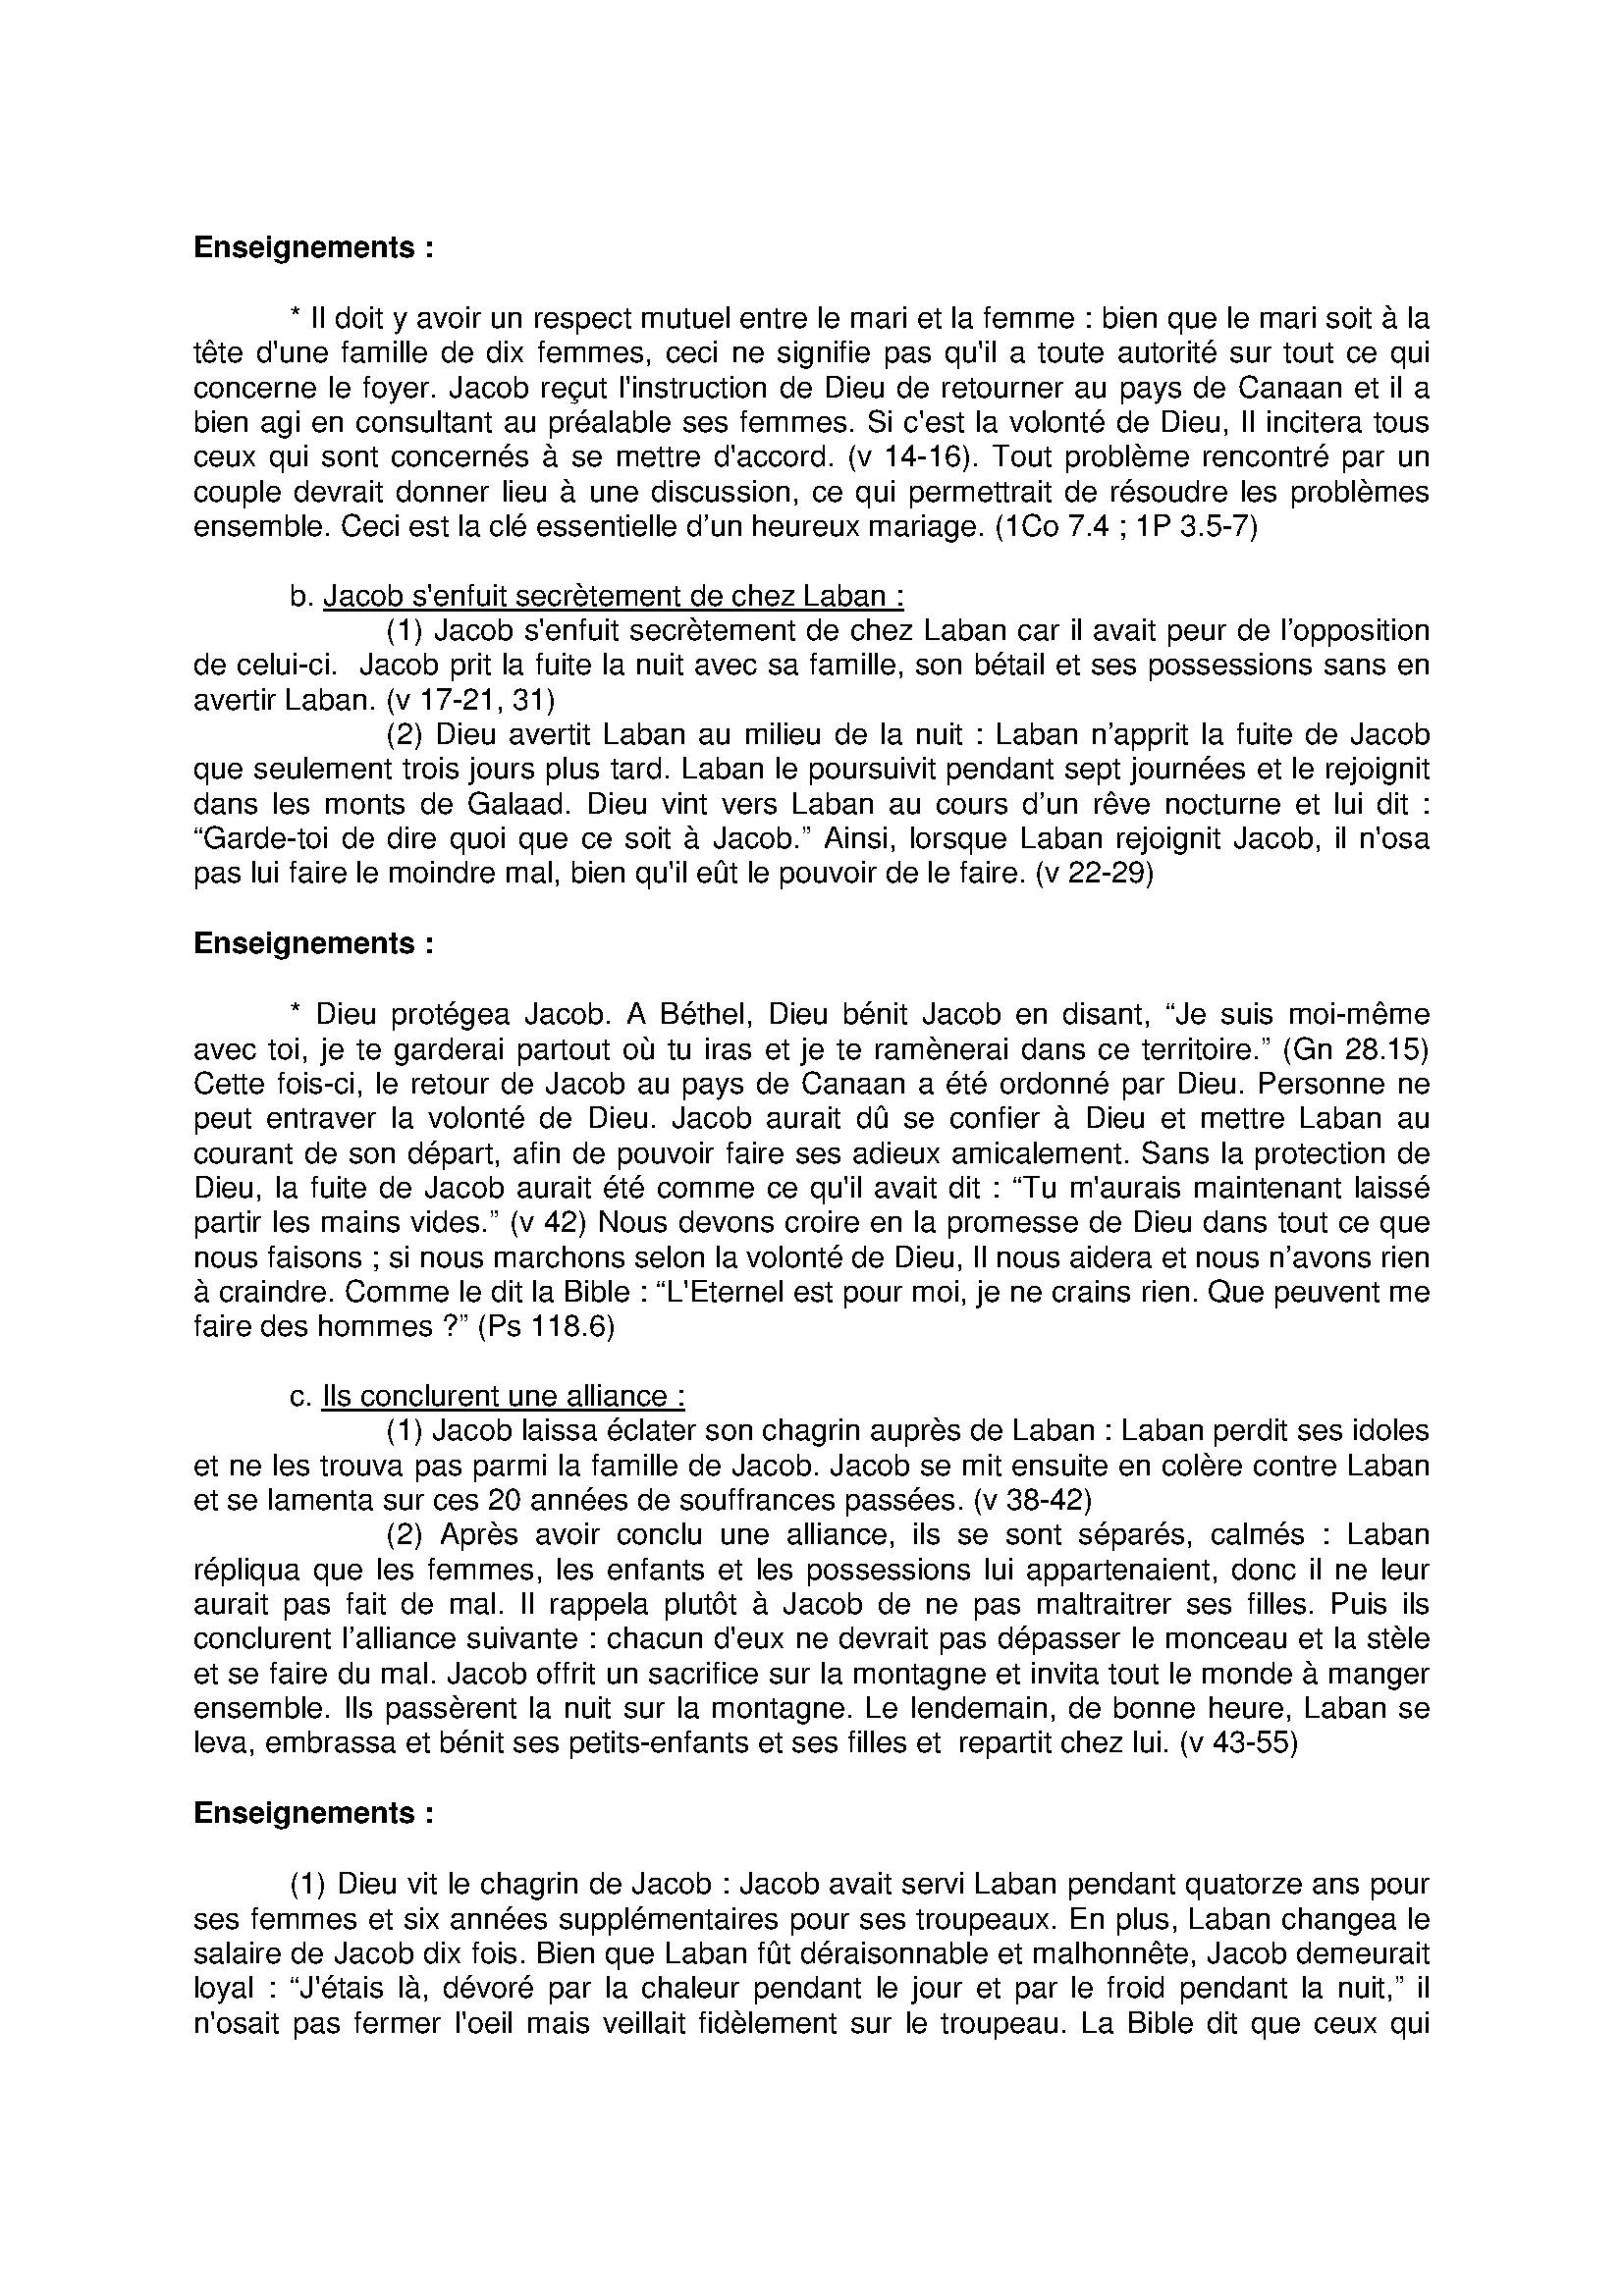 Enseignements :
* Il doit y avoir un respect mutuel entre le mari et la femme : bien que le mari soit à la
tête d'une famille de dix femmes, ceci ne signifie pas qu'il a toute autorité sur tout ce qui
concerne le foyer. Jacob reçut l'instruction de Dieu de retourner au pays de Canaan et il a
bien agi en consultant au préalable ses femmes. Si c'est la volonté de Dieu, Il incitera tous
ceux qui sont concernés à se mettre d'accord. (v 14-16). Tout problème rencontré par un
couple devrait donner lieu à une discussion, ce qui permettrait de résoudre les problèmes
ensemble. Ceci est la clé essentielle d’un heureux mariage. (1Co 7.4 ; 1P 3.5-7)
b. Jacob s'enfuit secrètement de chez Laban :
(1) Jacob s'enfuit secrètement de chez Laban car il avait peur de l’opposition
de celui-ci.  Jacob prit la fuite la nuit avec sa famille, son bétail et ses possessions sans en
avertir Laban. (v 17-21, 31)
(2) Dieu avertit Laban au milieu de la nuit : Laban n’apprit la fuite de Jacob
que seulement trois jours plus tard. Laban le poursuivit pendant sept journées et le rejoignit
dans les monts de Galaad. Dieu vint vers Laban au cours d’un rêve nocturne et lui dit :
“Garde-toi de dire quoi que ce soit à Jacob.” Ainsi, lorsque Laban rejoignit Jacob, il n'osa
pas lui faire le moindre mal, bien qu'il eût le pouvoir de le faire. (v 22-29)
Enseignements :
* Dieu protégea Jacob. A Béthel, Dieu bénit Jacob en disant, “Je suis moi-même
avec toi, je te garderai partout où tu iras et je te ramènerai dans ce territoire.” (Gn 28.15)
Cette fois-ci, le retour de Jacob au pays de Canaan a été ordonné par Dieu. Personne ne
peut entraver la volonté de Dieu. Jacob aurait dû se confier à Dieu et mettre Laban au
courant de son départ, afin de pouvoir faire ses adieux amicalement. Sans la protection de
Dieu, la fuite de Jacob aurait été comme ce qu'il avait dit : “Tu m'aurais maintenant laissé
partir les mains vides.” (v 42) Nous devons croire en la promesse de Dieu dans tout ce que
nous faisons ; si nous marchons selon la volonté de Dieu, Il nous aidera et nous n’avons rien
à craindre. Comme le dit la Bible : “L'Eternel est pour moi, je ne crains rien. Que peuvent me
faire des hommes ?” (Ps 118.6)
c. Ils conclurent une alliance :
(1) Jacob laissa éclater son chagrin auprès de Laban : Laban perdit ses idoles
et ne les trouva pas parmi la famille de Jacob. Jacob se mit ensuite en colère contre Laban
et se lamenta sur ces 20 années de souffrances passées. (v 38-42)
(2) Après avoir conclu une alliance, ils se sont séparés, calmés : Laban
répliqua que les femmes, les enfants et les possessions lui appartenaient, donc il ne leur
aurait pas fait de mal. Il rappela plutôt à Jacob de ne pas maltraitrer ses filles. Puis ils
conclurent l’alliance suivante : chacun d'eux ne devrait pas dépasser le monceau et la stèle
et se faire du mal. Jacob offrit un sacrifice sur la montagne et invita tout le monde à manger
ensemble. Ils passèrent la nuit sur la montagne. Le lendemain, de bonne heure, Laban se
leva, embrassa et bénit ses petits-enfants et ses filles et  repartit chez lui. (v 43-55)
Enseignements :
(1) Dieu vit le chagrin de Jacob : Jacob avait servi Laban pendant quatorze ans pour
ses femmes et six années supplémentaires pour ses troupeaux. En plus, Laban changea le
salaire de Jacob dix fois. Bien que Laban fût déraisonnable et malhonnête, Jacob demeurait
loyal : “J'étais là, dévoré par la chaleur pendant le jour et par le froid pendant la nuit,” il
n'osait pas fermer l'oeil mais veillait fidèlement sur le troupeau. La Bible dit que ceux qui